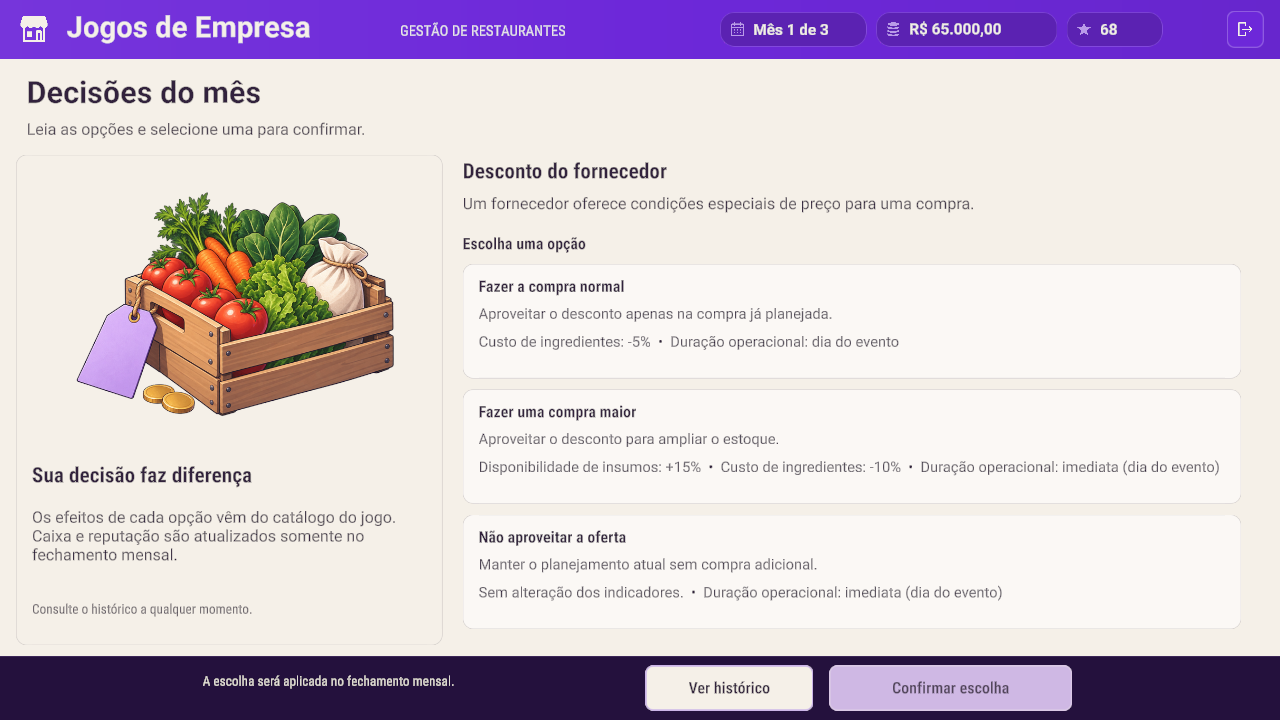 Jogos de Empresa
GESTÃO DE RESTAURANTES
Mês 1 de 3
R$ 65.000,00
68
Decisões do mês
Leia as opções e selecione uma para confirmar.
Sua decisão faz diferença
Os efeitos de cada opção vêm do catálogo do jogo.
Caixa e reputação são atualizados somente no
fechamento mensal.
Consulte o histórico a qualquer momento.
Desconto do fornecedor
Um fornecedor oferece condições especiais de preço para uma compra.
Escolha uma opção
Fazer a compra normal
Aproveitar o desconto apenas na compra já planejada.
Custo de ingredientes: -5% • Duração operacional: dia do evento
Fazer uma compra maior
Aproveitar o desconto para ampliar o estoque.
Disponibilidade de insumos: +15% • Custo de ingredientes: -10% • Duração operacional: imediata (dia do evento)
Não aproveitar a oferta
Manter o planejamento atual sem compra adicional.
Sem alteração dos indicadores. • Duração operacional: imediata (dia do evento)
A escolha será aplicada no fechamento mensal.
Ver histórico
Confirmar escolha